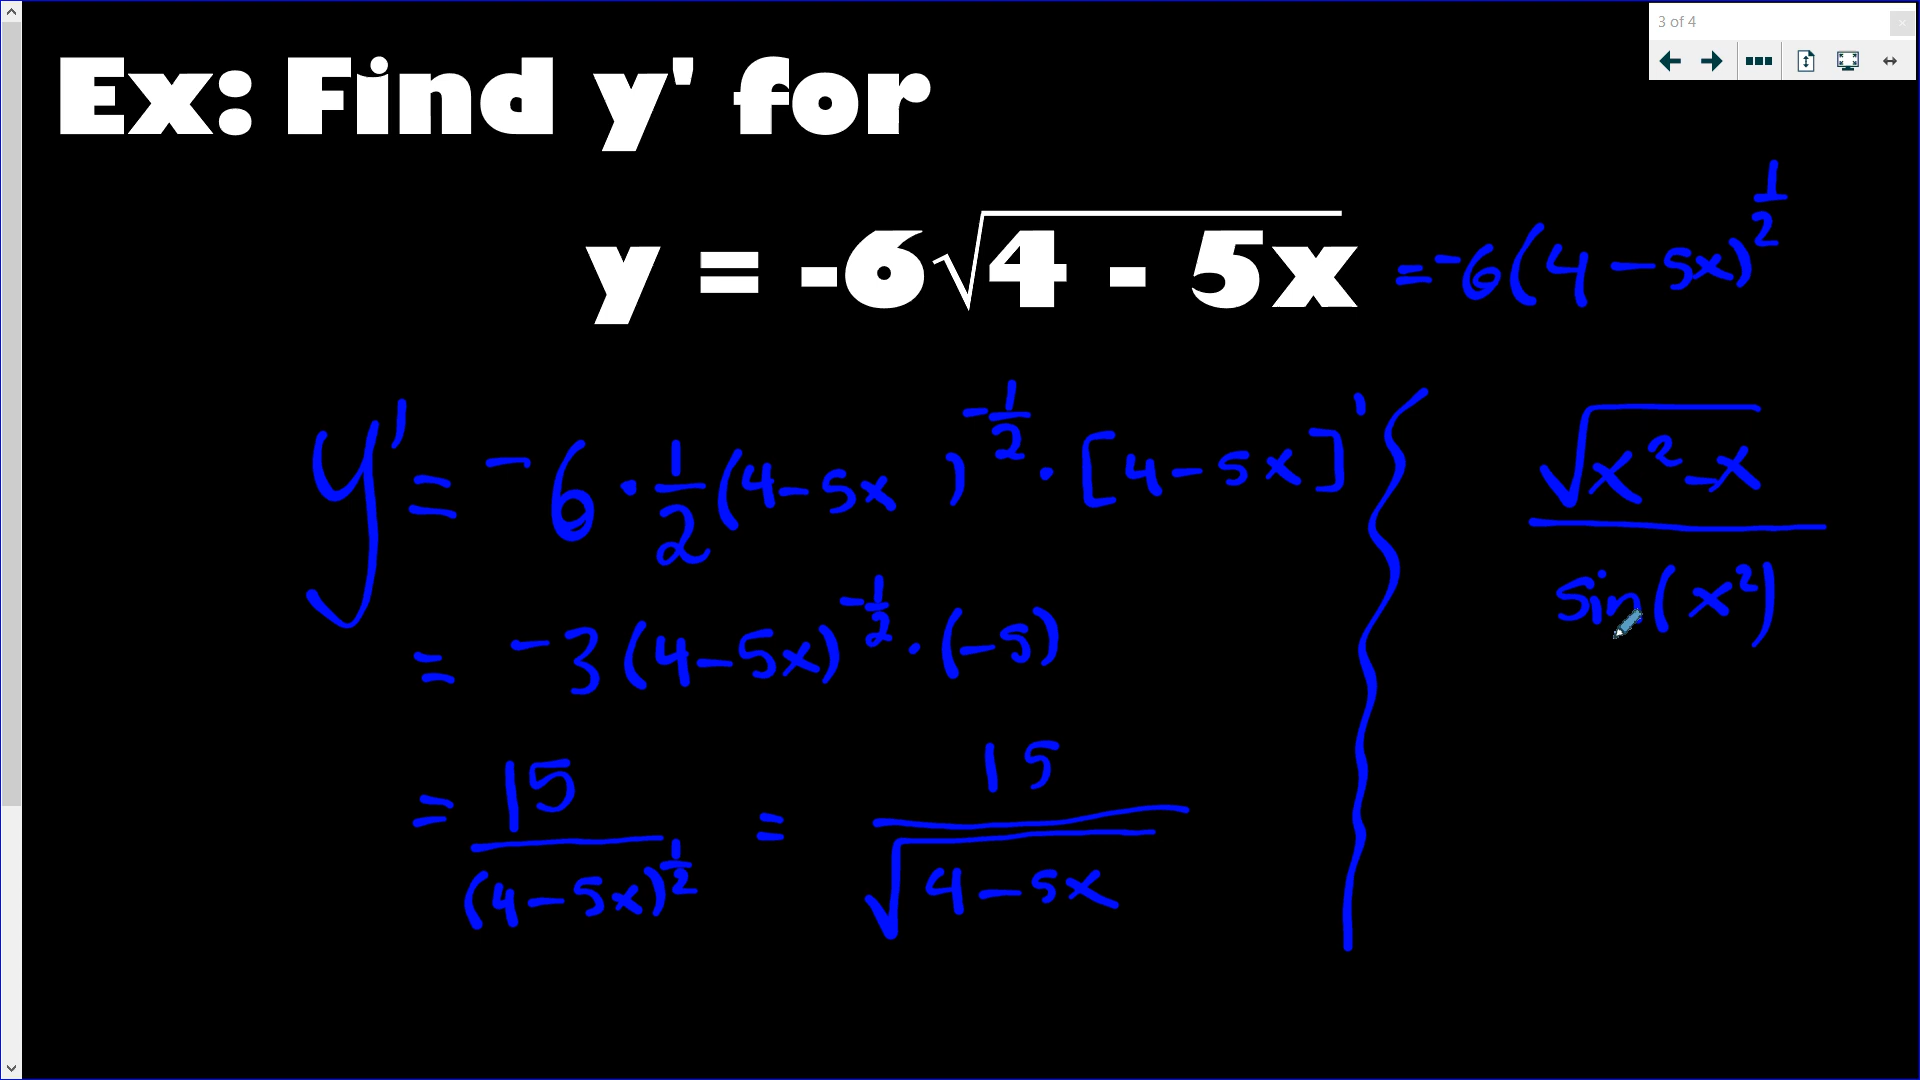 3 of 4
Ex: Find y' for
y = -6√(4 - 5x) = -6(4 - 5x)^(1/2)
y' = -6 · 1/2 (4 - 5x)^(-1/2) · [4 - 5x]'
= -3(4 - 5x)^(-1/2) · (-5)
= 15/(4 - 5x)^(1/2) = 15/√(4 - 5x)
√(x² - x)
sin(x²)